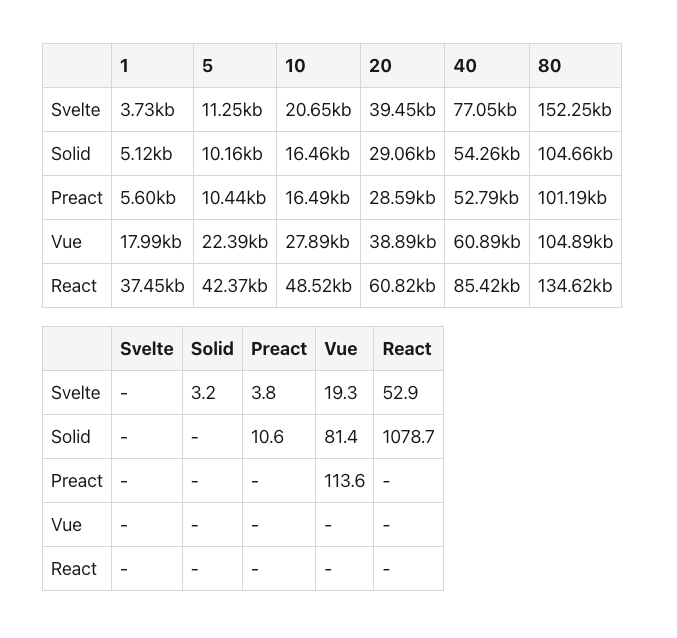 1 5 10 20 40 80
Svelte 3.73kb 11.25kb 20.65kb 39.45kb 77.05kb 152.25kb
Solid 5.12kb 10.16kb 16.46kb 29.06kb 54.26kb 104.66kb
Preact 5.60kb 10.44kb 16.49kb 28.59kb 52.79kb 101.19kb
Vue 17.99kb 22.39kb 27.89kb 38.89kb 60.89kb 104.89kb
React 37.45kb 42.37kb 48.52kb 60.82kb 85.42kb 134.62kb
Svelte Solid Preact Vue React
Svelte - 3.2 3.8 19.3 52.9
Solid - - 10.6 81.4 1078.7
Preact - - - 113.6 -
Vue - - - - -
React - - - - -